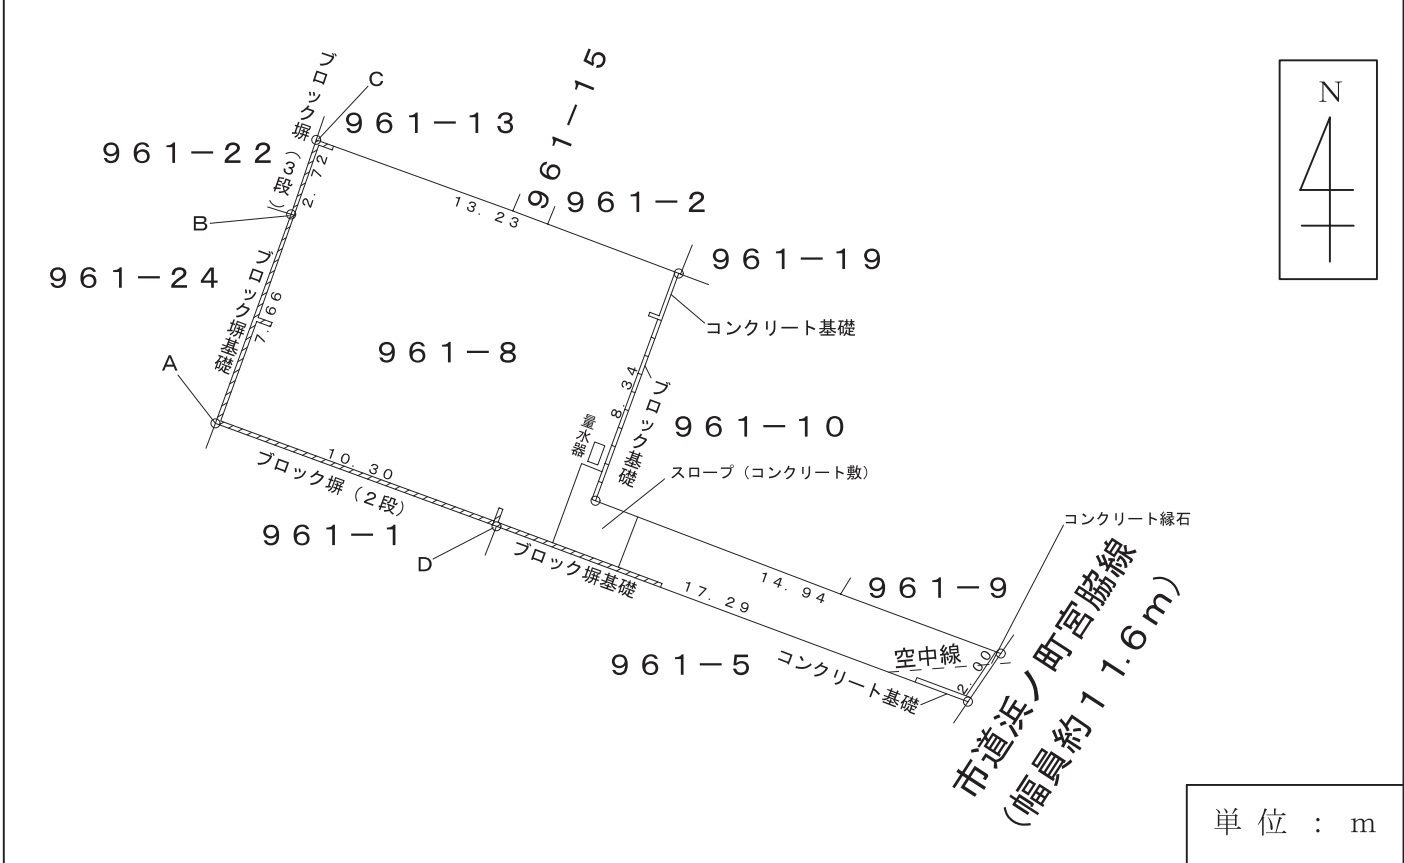 C
ブロック塀（3段）
961-13
961-15
N
961-22
2.72
13.23
961-2
B
961-19
ブロック塀基礎
961-24
7.66
コンクリート基礎
961-8
A
8.34
ブロック基礎
量水器
961-10
10.30
ブロック塀（2段）
スロープ（コンクリート敷）
961-1
コンクリート縁石
D
ブロック塀基礎
14.94
961-9
17.29
961-5
空中線
2.00
コンクリート基礎
市道浜ノ町宮脇線
（幅員約11.6m）
単位：m